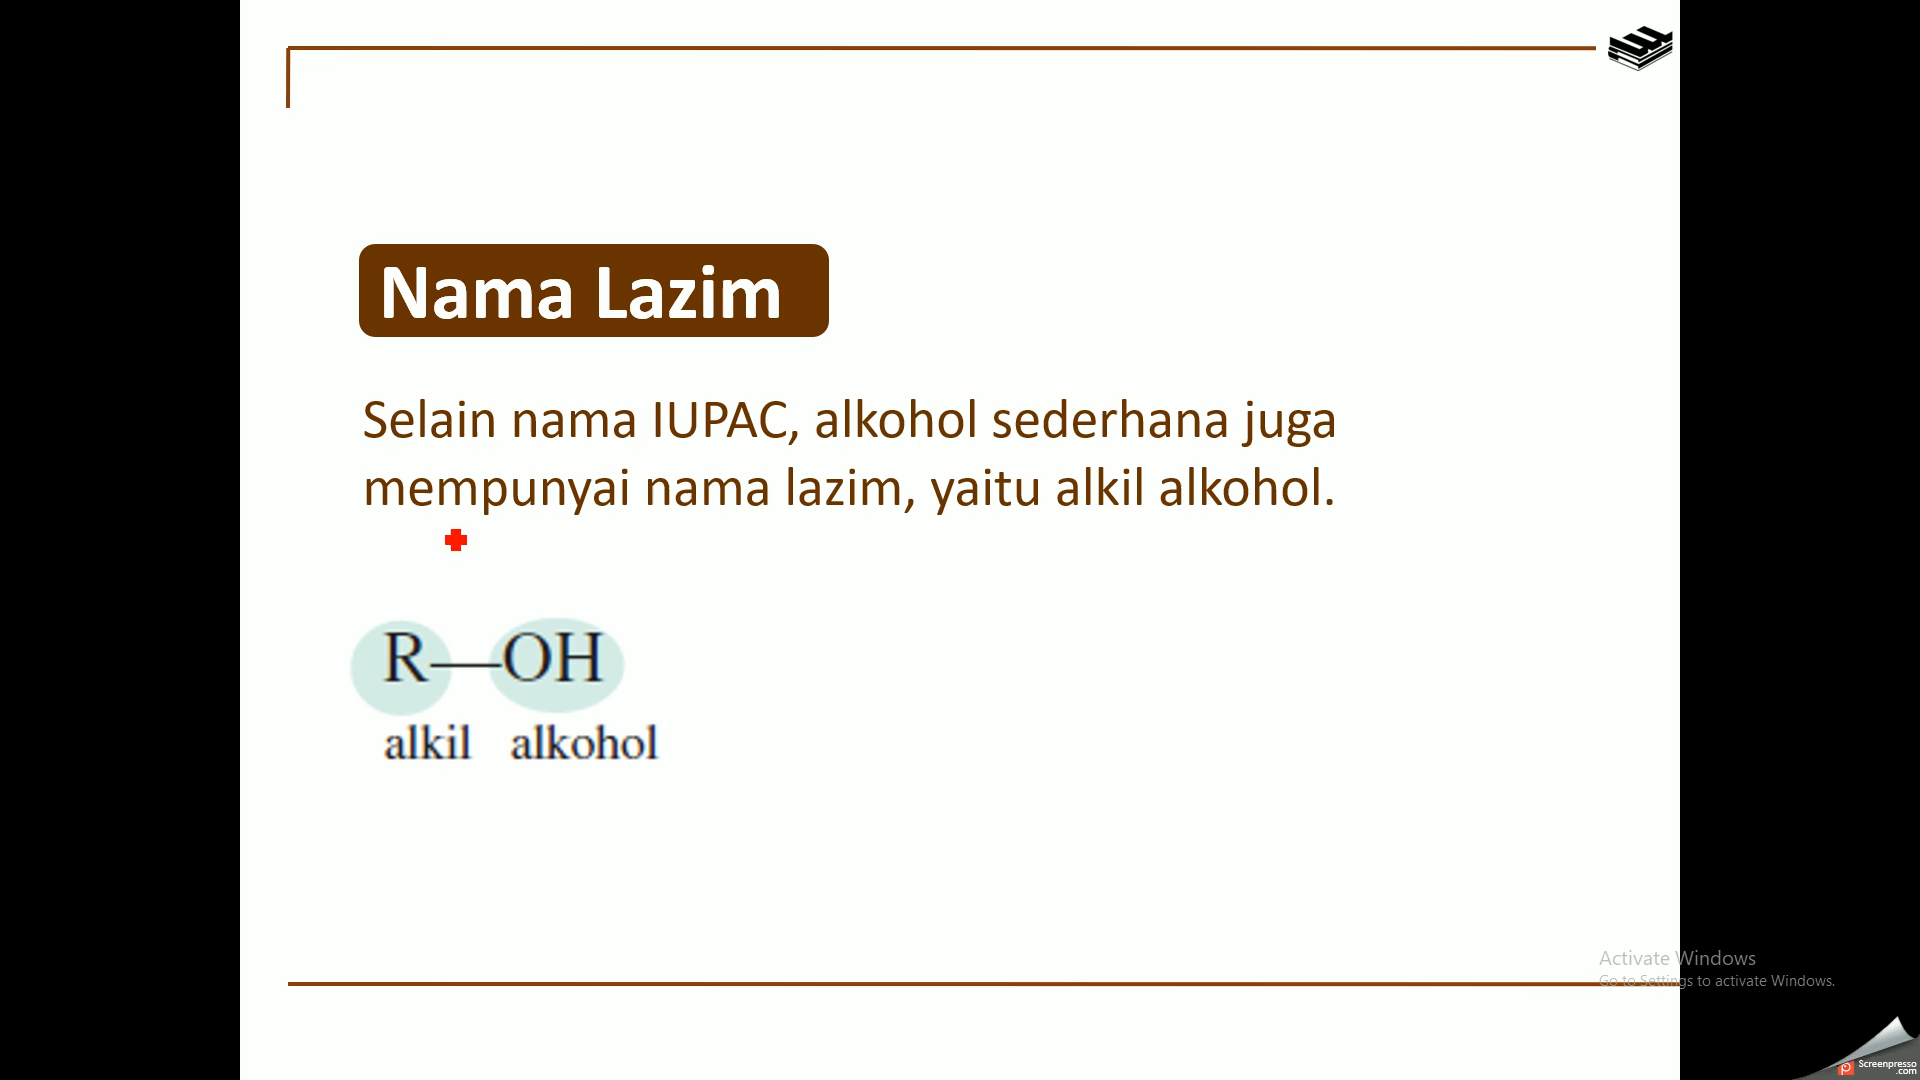 Nama Lazim
Selain nama IUPAC, alkohol sederhana juga
mempunyai nama lazim, yaitu alkil alkohol.
R—OH
alkil alkohol
Activate Windows
Go to Settings to activate Windows.
Screenpresso
.com